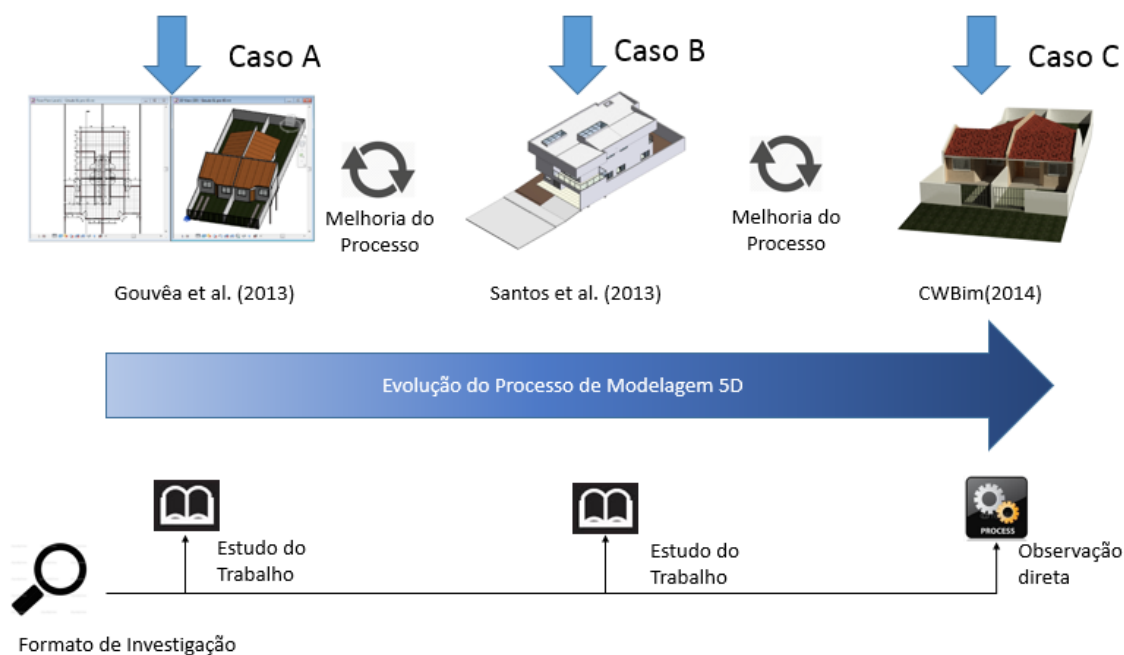 Caso A
Caso B
Caso C
Melhoria do
Processo
Melhoria do
Processo
Gouvêa et al. (2013)
Santos et al. (2013)
CWBim(2014)
Evolução do Processo de Modelagem 5D
Estudo do
Trabalho
Estudo do
Trabalho
PROCESS
Observação
direta
Formato de Investigação